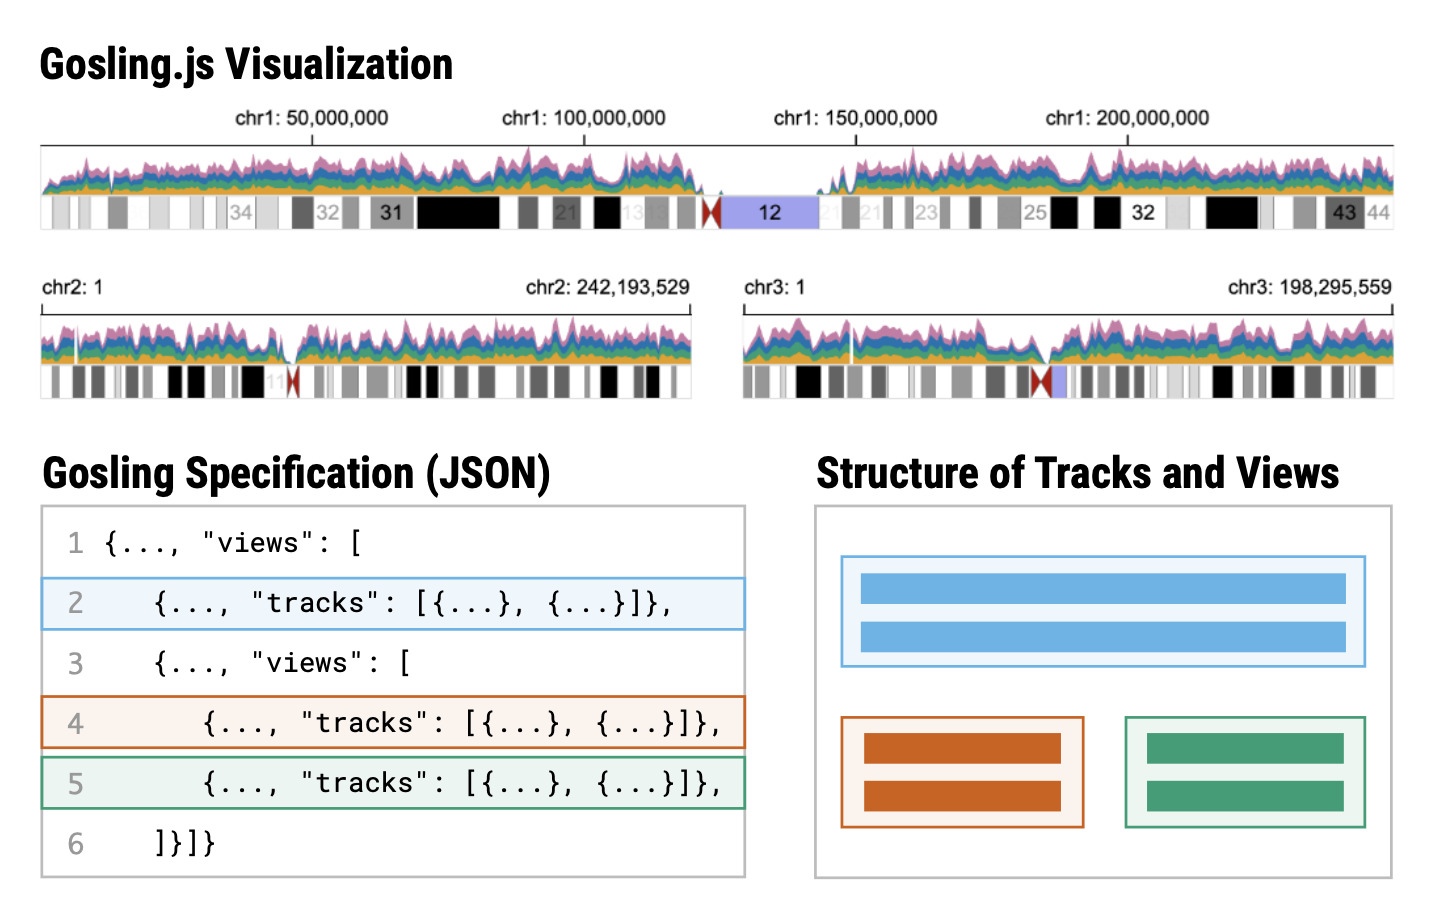 Gosling.js Visualization
chr1: 50,000,000 chr1: 100,000,000 chr1: 150,000,000 chr1: 200,000,000
34 32 31 21 13 13 12 21 21 23 25 32 43 44
chr2: 1 chr2: 242,193,529 chr3: 1 chr3: 198,295,559
11
Gosling Specification (JSON)
1 {..., "views": [
2 {..., "tracks": [{...}, {...}]},
3 {..., "views": [
4 {..., "tracks": [{...}, {...}]},
5 {..., "tracks": [{...}, {...}]},
6 ]}]}
Structure of Tracks and Views